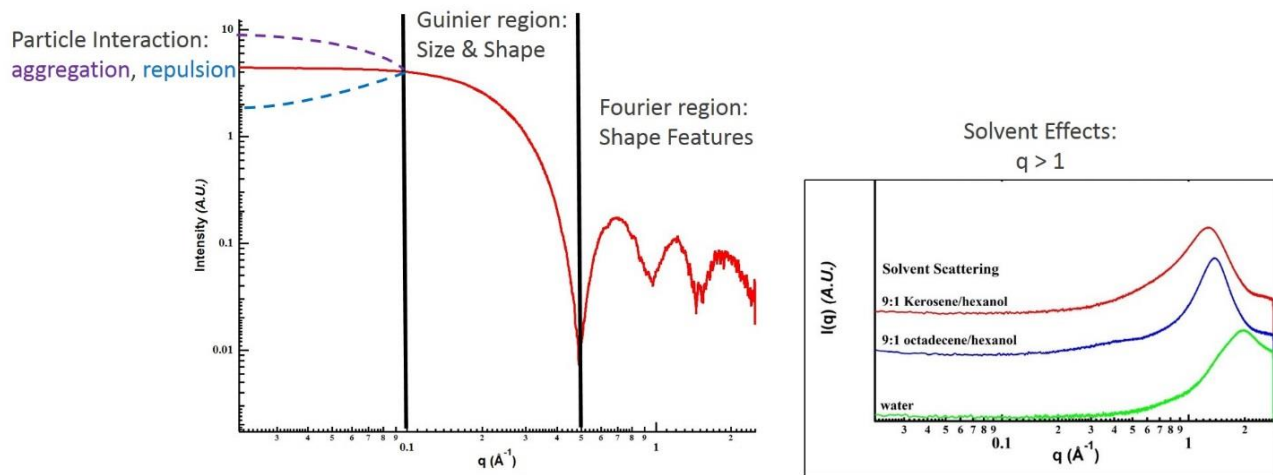 Particle Interaction:
aggregation, repulsion
Guinier region:
Size & Shape
Fourier region:
Shape Features
10
1
0.1
0.01
Intensity (A.U.)
3 4 5 6 7 8 9 0.1 2 3 4 5 6 7 8 9 1 2
q (Å⁻¹)
Solvent Effects:
q > 1
I(q) (A.U.)
Solvent Scattering
9:1 Kerosene/hexanol
9:1 octadecene/hexanol
water
3 4 5 6 7 8 9 0.1 2 3 4 5 6 7 8 9 1 2
q (Å⁻¹)